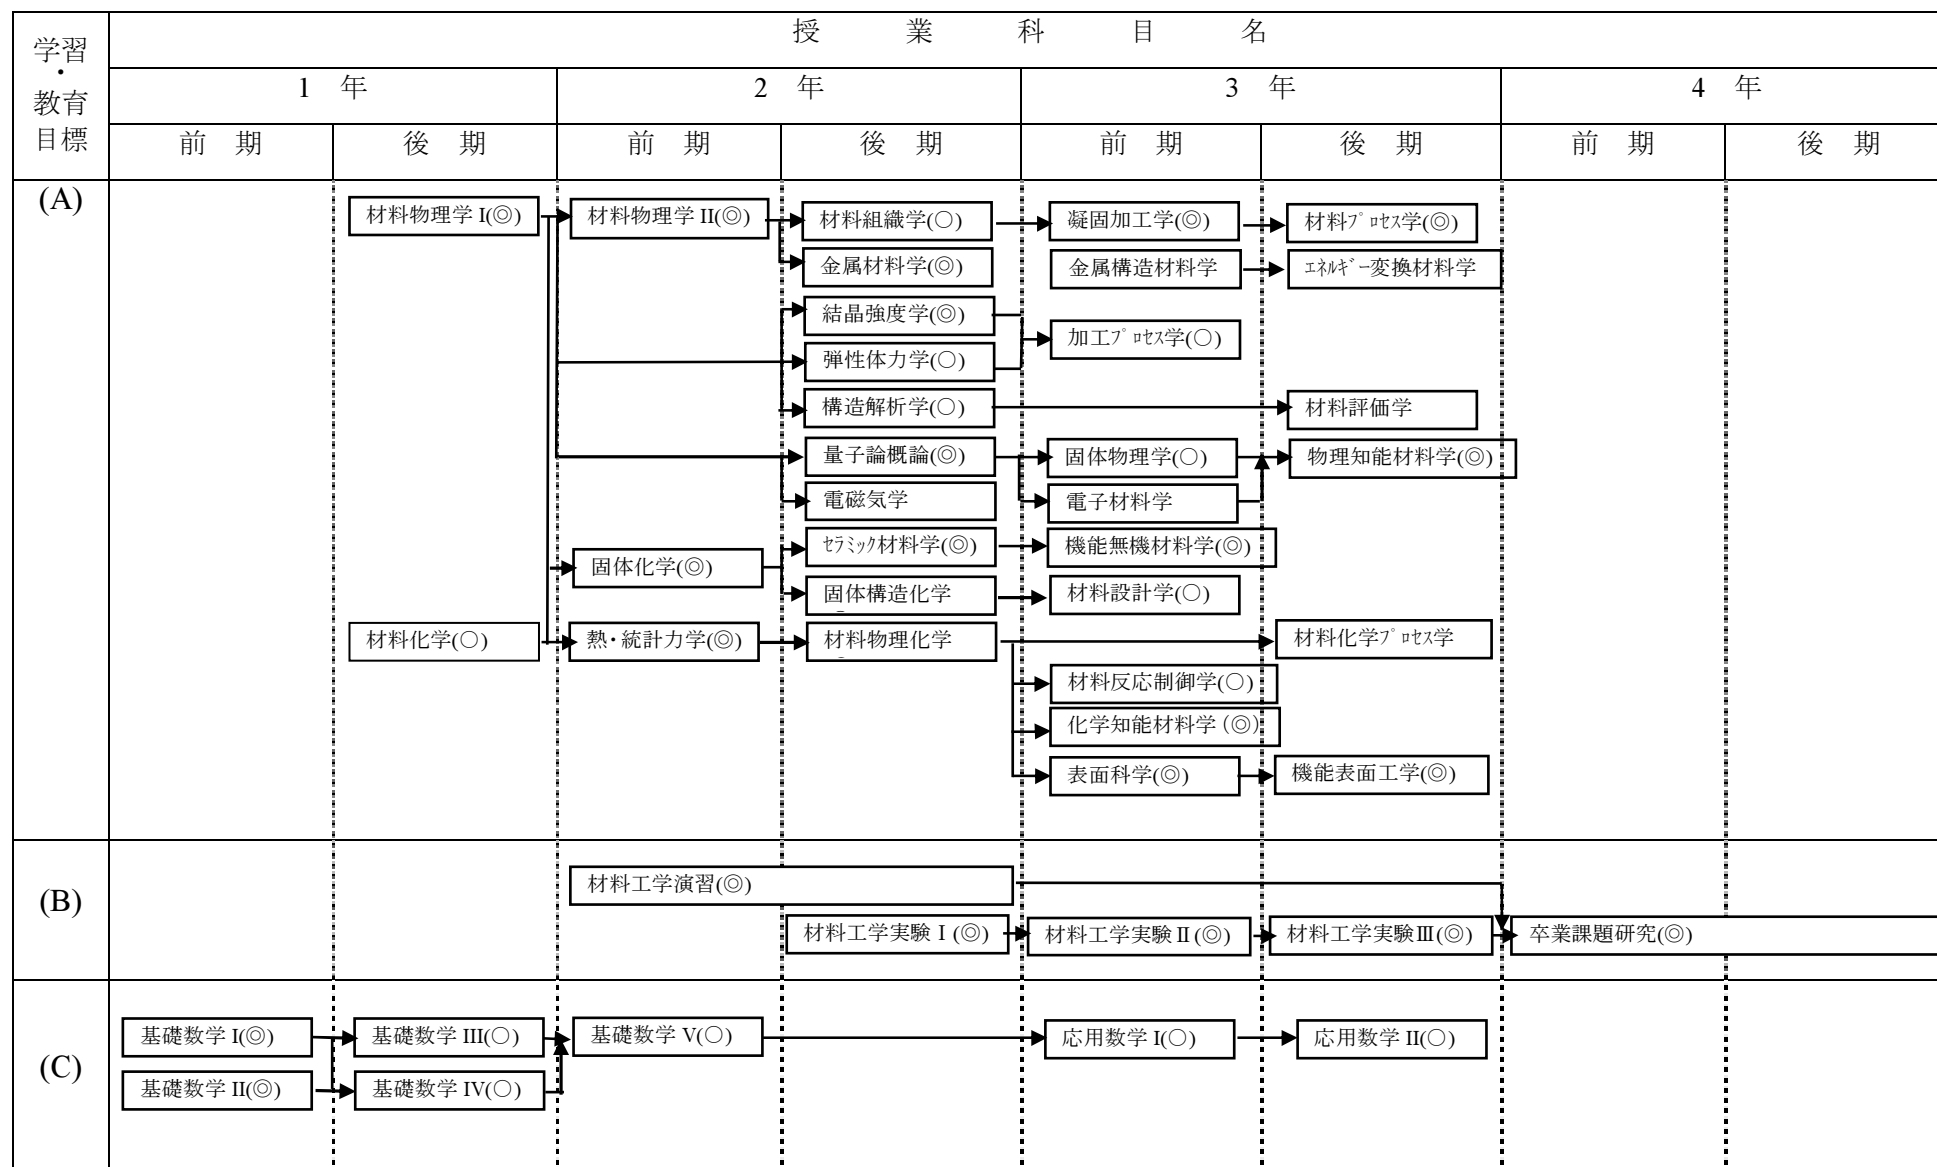 授 業 科 目 名
学習
・
教育
目標
1 年 2 年 3 年 4 年
前 期 後 期 前 期 後 期 前 期 後 期 前 期 後 期
(A)
材料物理学 I(◎) 材料物理学 II(◎) 材料組織学(○) 凝固加工学(◎) 材料ﾌﾟﾛｾｽ学(◎)
金属材料学(◎) 金属構造材料学 ｴﾈﾙｷﾞｰ変換材料学
結晶強度学(◎)
加工ﾌﾟﾛｾｽ学(○)
弾性体力学(○)
構造解析学(○) 材料評価学
量子論概論(◎) 固体物理学(○) 物理知能材料学(◎)
電磁気学 電子材料学
ｾﾗﾐｯｸ材料学(◎) 機能無機材料学(◎)
固体化学(◎)
固体構造化学 材料設計学(○)
材料化学(○) 熱・統計力学(◎) 材料物理化学 材料化学ﾌﾟﾛｾｽ学
材料反応制御学(○)
化学知能材料学(◎)
表面科学(◎) 機能表面工学(◎)
(B)
材料工学演習(◎)
材料工学実験Ⅰ(◎) 材料工学実験Ⅱ(◎) 材料工学実験Ⅲ(◎) 卒業課題研究(◎)
(C)
基礎数学 I(◎) 基礎数学 III(○) 基礎数学 V(○) 応用数学 I(○) 応用数学 II(○)
基礎数学 II(◎) 基礎数学 IV(○)